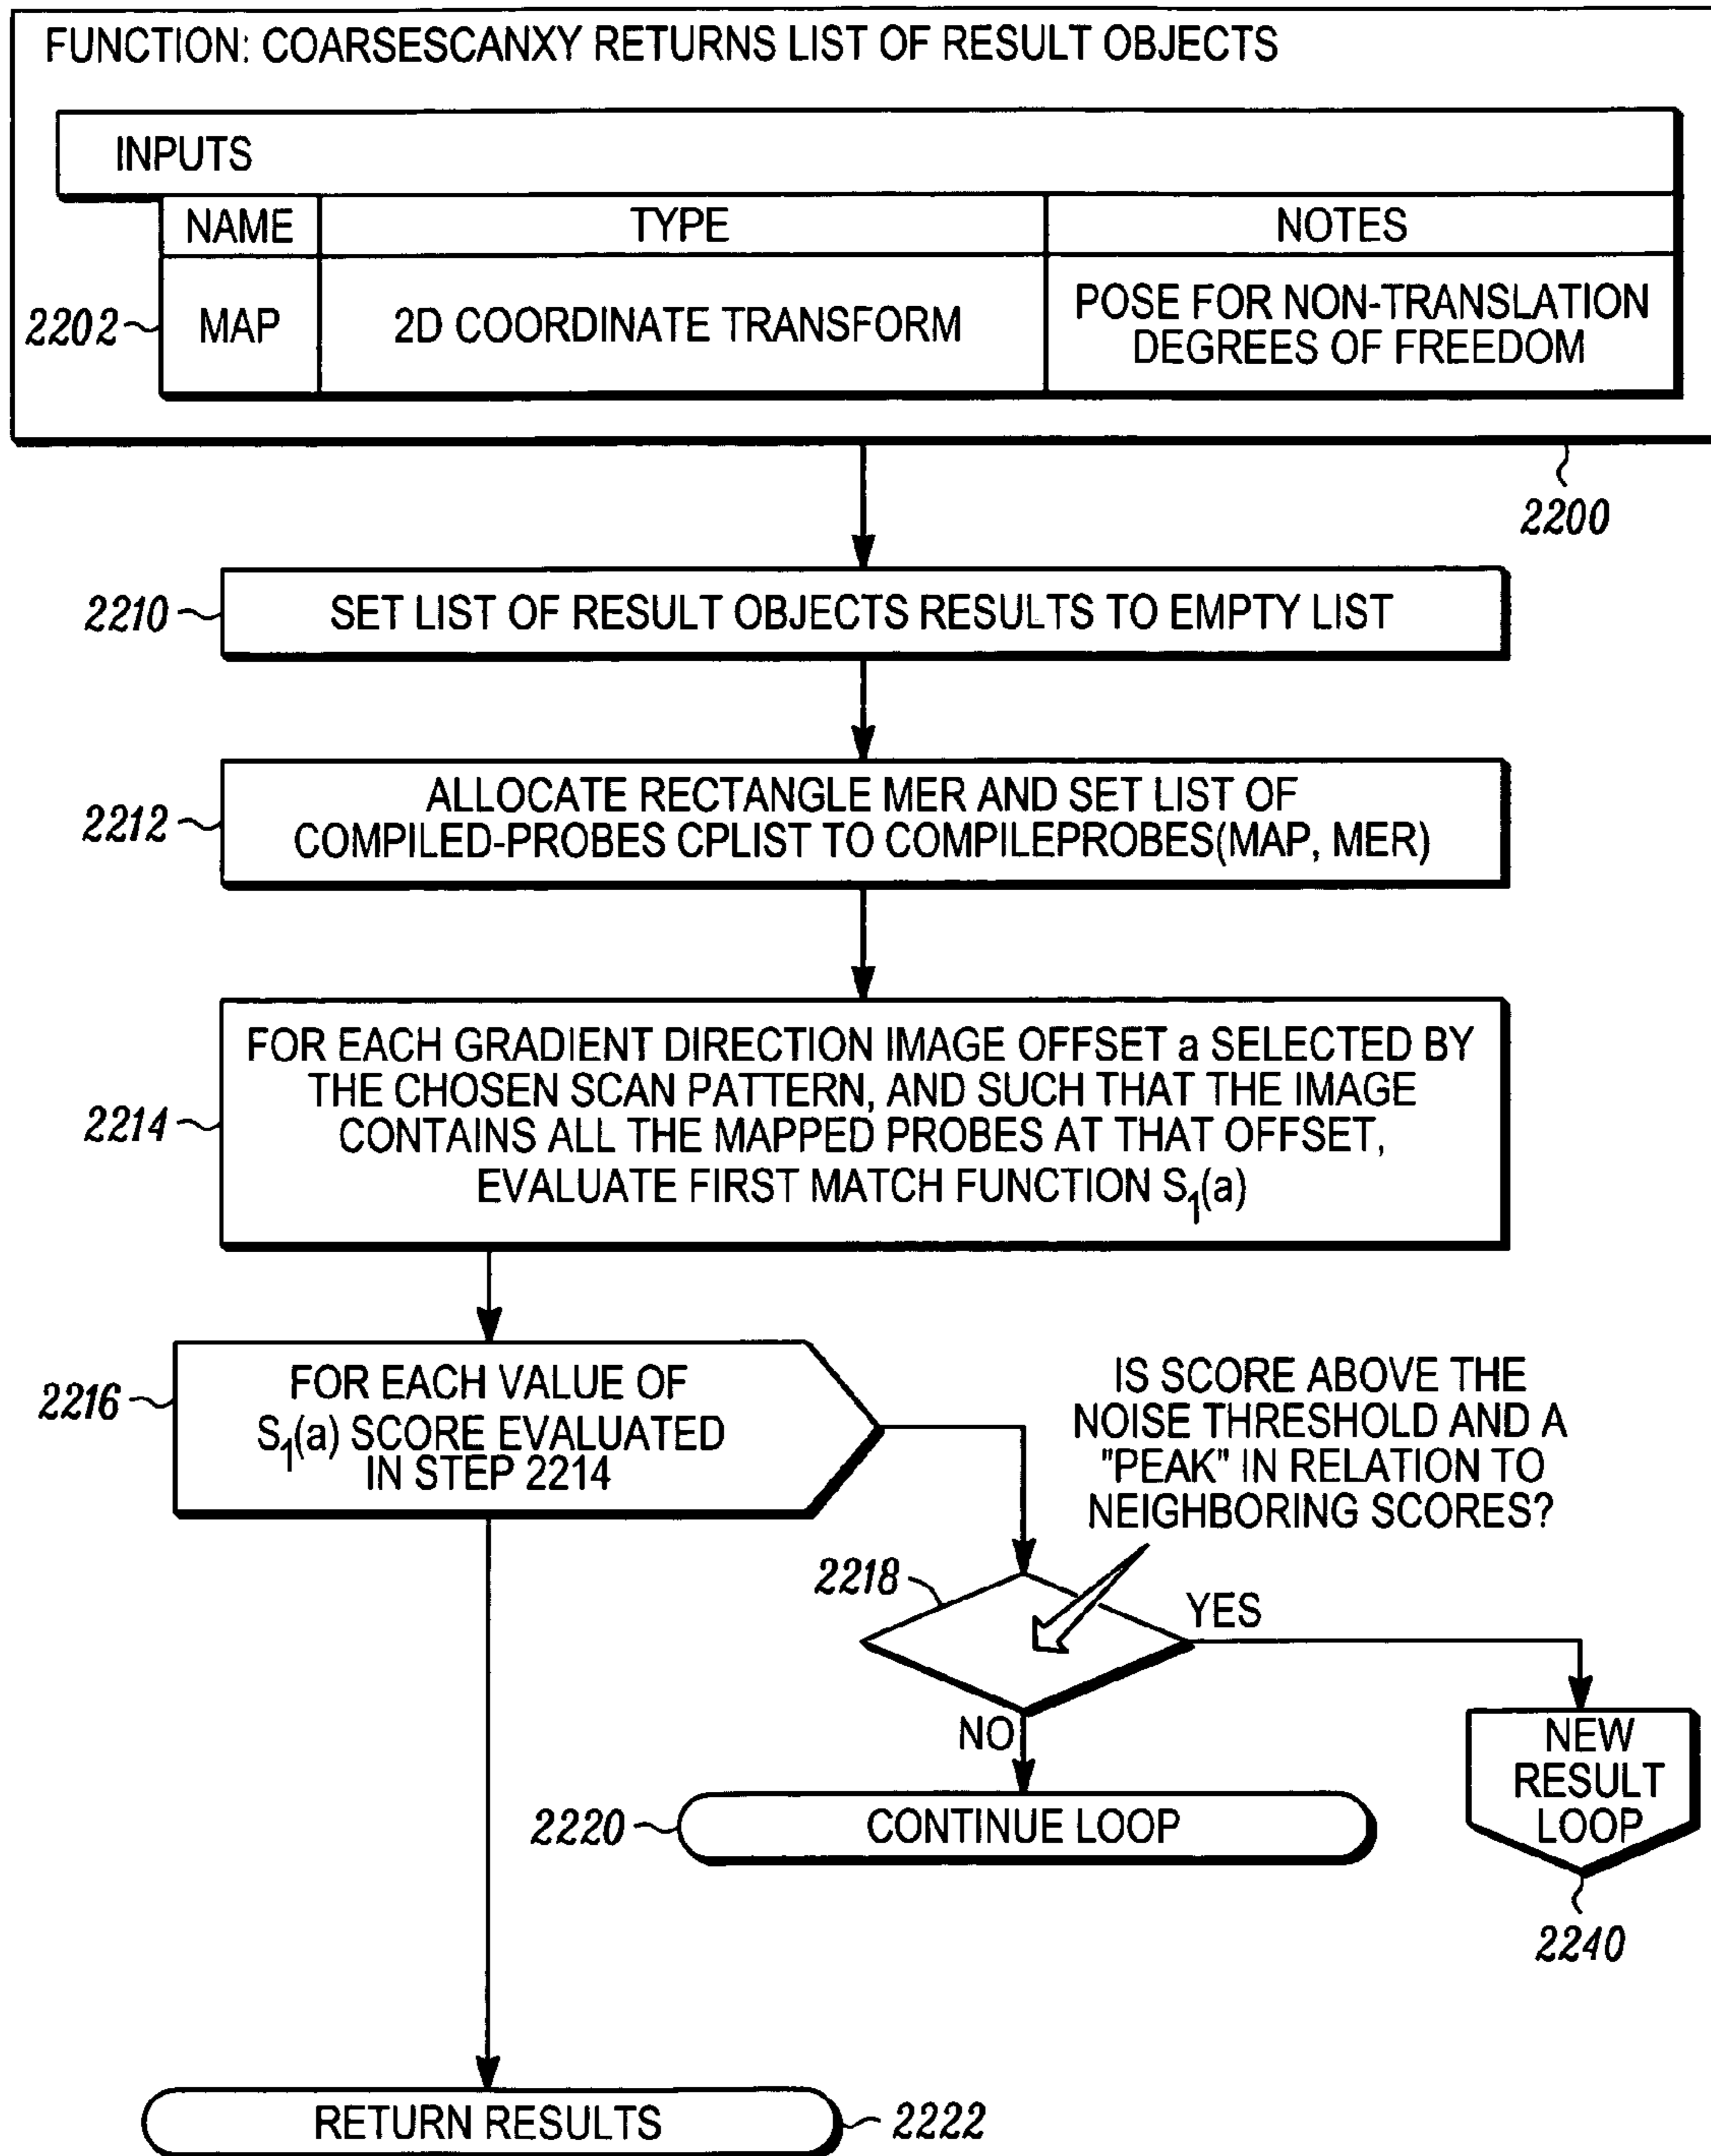 FUNCTION: COARSESCANXY RETURNS LIST OF RESULT OBJECTS
INPUTS
NAME TYPE NOTES
2202 MAP 2D COORDINATE TRANSFORM POSE FOR NON-TRANSLATION
DEGREES OF FREEDOM
2200
2210 SET LIST OF RESULT OBJECTS RESULTS TO EMPTY LIST
2212 ALLOCATE RECTANGLE MER AND SET LIST OF
COMPILED-PROBES CPLIST TO COMPILEPROBES(MAP, MER)
2214 FOR EACH GRADIENT DIRECTION IMAGE OFFSET a SELECTED BY
THE CHOSEN SCAN PATTERN, AND SUCH THAT THE IMAGE
CONTAINS ALL THE MAPPED PROBES AT THAT OFFSET,
EVALUATE FIRST MATCH FUNCTION S₁(a)
2216 FOR EACH VALUE OF
S₁(a) SCORE EVALUATED
IN STEP 2214
IS SCORE ABOVE THE
NOISE THRESHOLD AND A
"PEAK" IN RELATION TO
NEIGHBORING SCORES?
2218
YES
NO
NEW
RESULT
LOOP
2220 CONTINUE LOOP
2240
RETURN RESULTS 2222